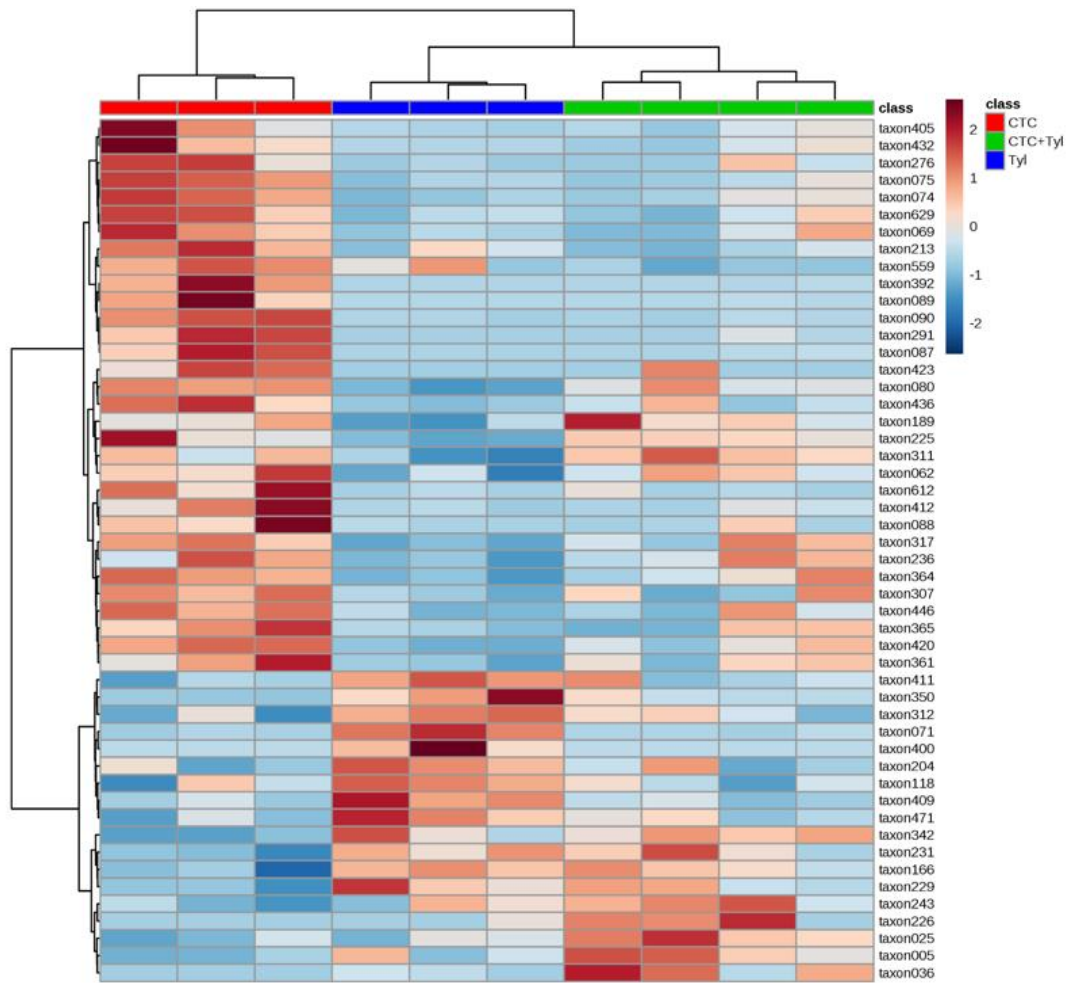 class
taxon405
taxon432
taxon276
taxon075
taxon074
taxon629
taxon069
taxon213
taxon559
taxon392
taxon089
taxon090
taxon291
taxon087
taxon423
taxon080
taxon436
taxon189
taxon225
taxon311
taxon062
taxon612
taxon412
taxon088
taxon317
taxon236
taxon364
taxon307
taxon446
taxon365
taxon420
taxon361
taxon411
taxon350
taxon312
taxon071
taxon400
taxon204
taxon118
taxon409
taxon471
taxon342
taxon231
taxon166
taxon229
taxon243
taxon226
taxon025
taxon005
taxon036
2
1
0
-1
-2
class
CTC
CTC+Tyl
Tyl